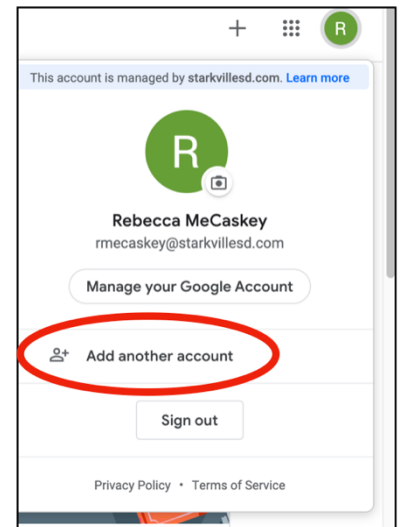 R
This account is managed by starkvillesd.com. Learn more
R
Rebecca MeCaskey
rmecaskey@starkvillesd.com
Manage your Google Account
Add another account
Sign out
Privacy Policy • Terms of Service